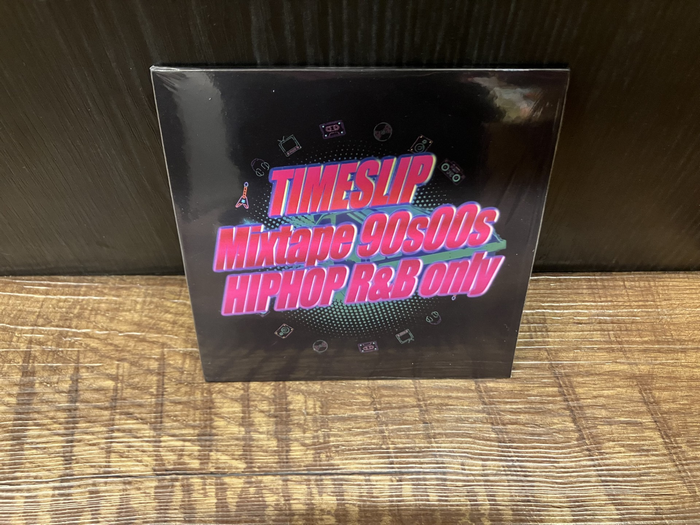 TIMESLIP
Mixtape 90s00s
HIPHOP R&B only